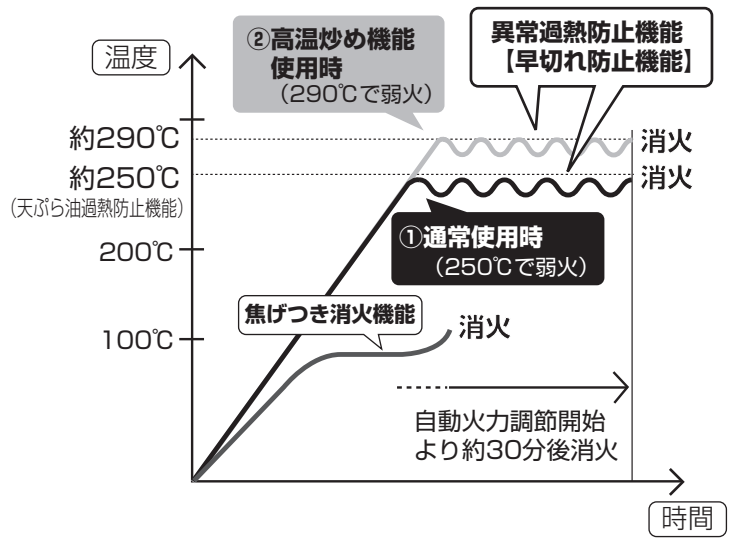 ②高温炒め機能
使用時
（290℃で弱火）
異常過熱防止機能
【早切れ防止機能】
温度
約290℃
消火
約250℃
消火
（天ぷら油過熱防止機能）
①通常使用時
（250℃で弱火）
200℃
焦げつき消火機能
消火
100℃
自動火力調節開始
より約30分後消火
時間